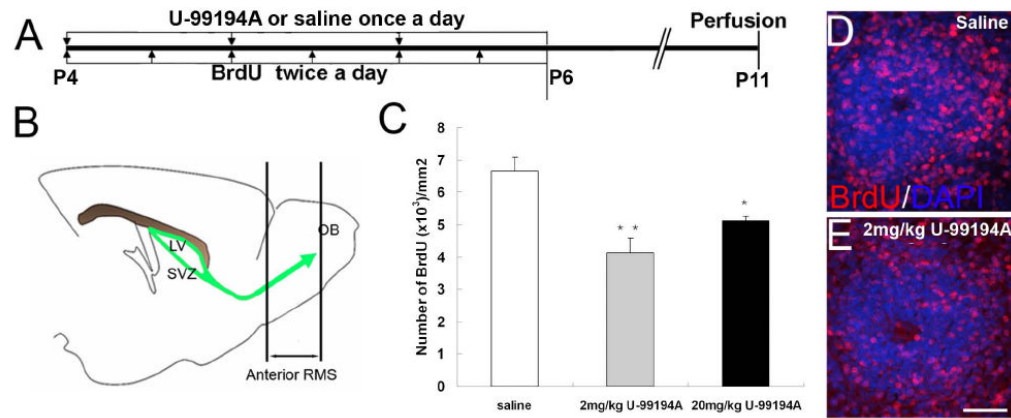 A
U-99194A or saline once a day
Perfusion
P4
BrdU twice a day
P6
P11
B
OB
LV
SVZ
Anterior RMS
C
Number of BrdU (x10³)/mm2
8
7
6
5
4
3
2
1
0
* *
*
saline
2mg/kg U-99194A
20mg/kg U-99194A
D
Saline
BrdU/DAPI
E
2mg/kg U-99194A